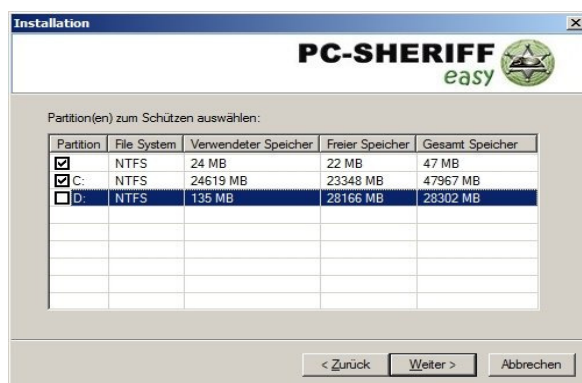 Installation
PC-SHERIFF
easy
Partition(en) zum Schützen auswählen:
Partition File System Verwendeter Speicher Freier Speicher Gesamt Speicher
NTFS 24 MB 22 MB 47 MB
C: NTFS 24619 MB 23348 MB 47967 MB
D: NTFS 135 MB 28166 MB 28302 MB
< Zurück Weiter > Abbrechen